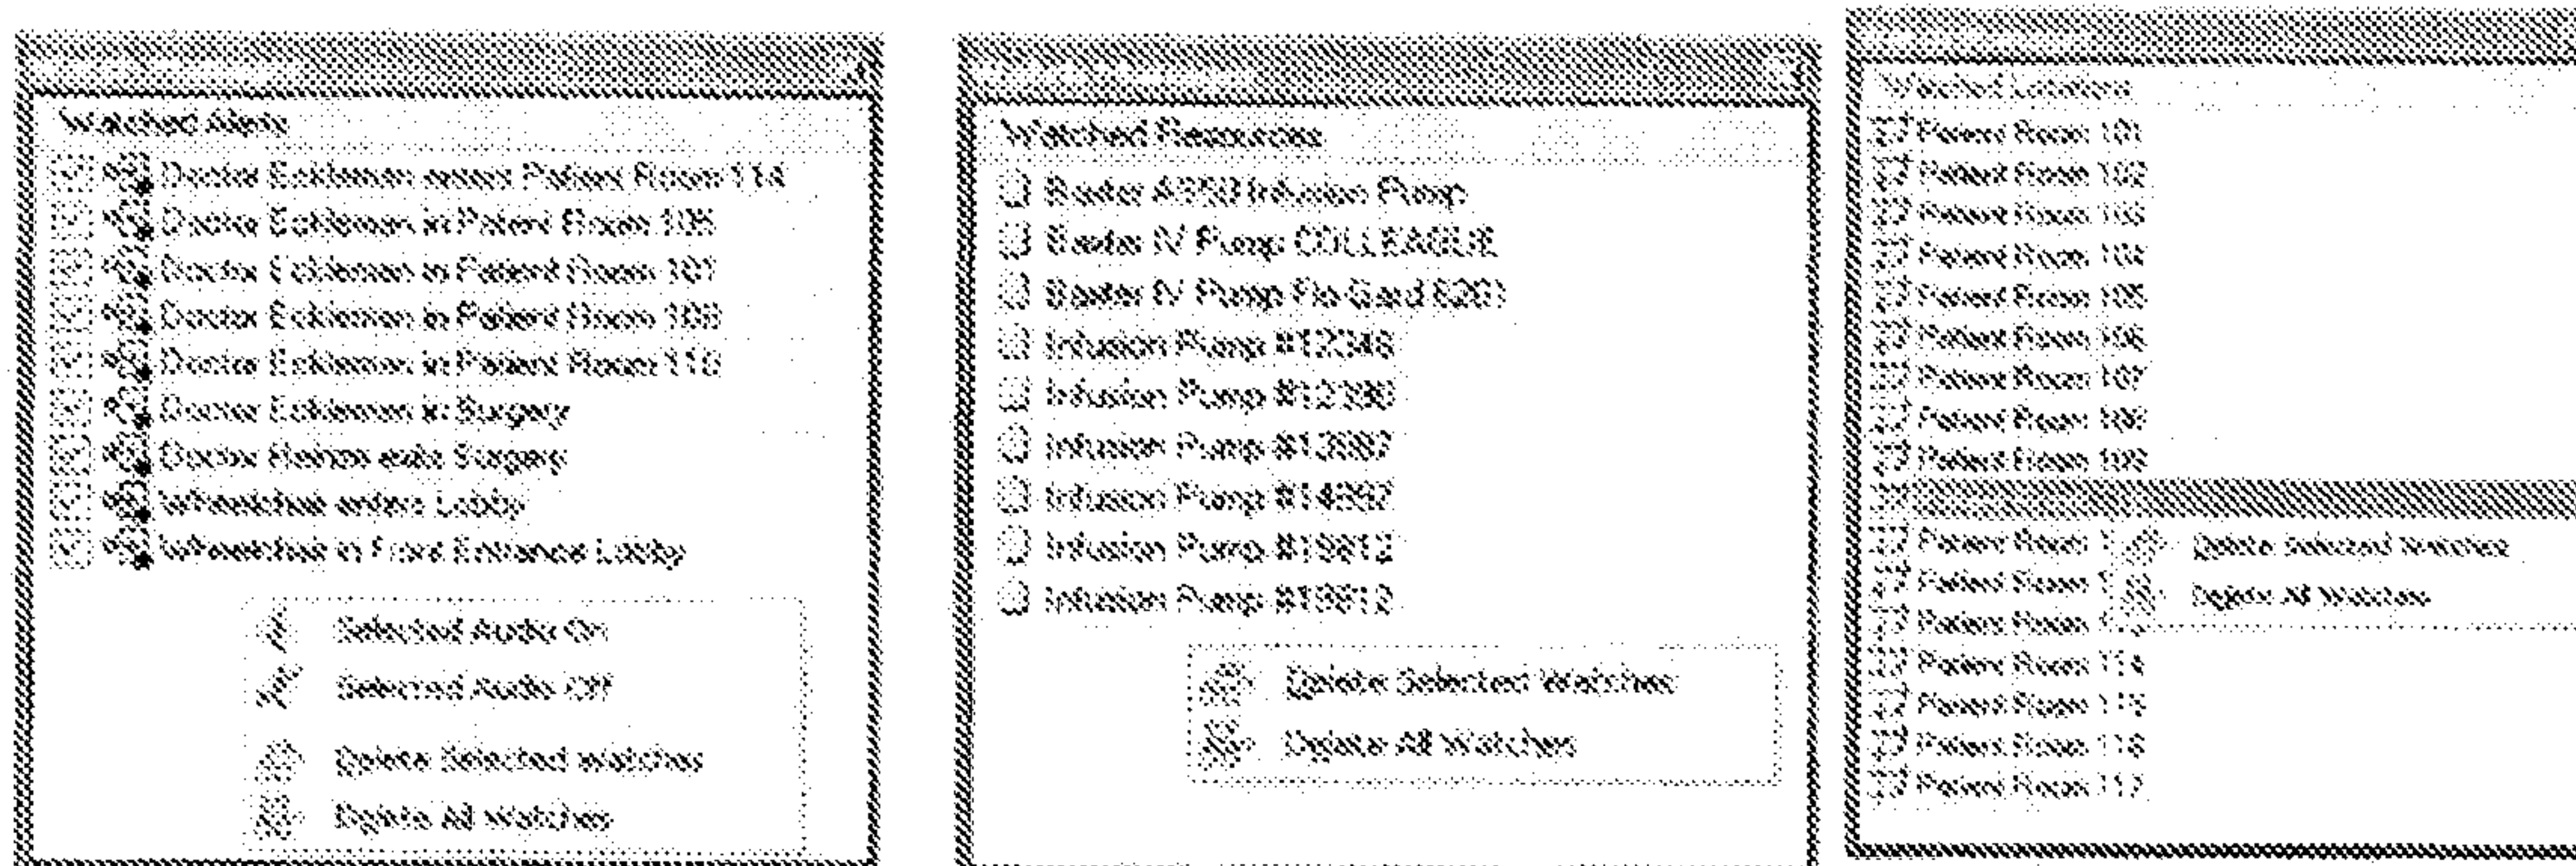 Watched Alerts
Doctor Eckleman enters Patient Room 114
Doctor Eckleman in Patient Room
Doctor Eckleman in Patient Room 107
Doctor Eckleman in Patient Room
Doctor Eckleman in Patient Room
Doctor Eckleman in Surgery
Doctor exits Surgery
Wheelchair enters Lobby
Wheelchair in Front Entrance Lobby
Selected Audio On
Selected Audio Off
Delete Selected Watches
Delete All Watches
Watched Resources
Baxter Infusion Pump
Baxter IV Pump COLLEAGUE
Baxter IV Pump Flo-Gard 6201
Infusion Pump
Infusion Pump
Infusion Pump
Infusion Pump
Infusion Pump #19812
Infusion Pump
Delete Selected Watches
Delete All Watches
Watched Locations
Patient Room 101
Patient Room 102
Patient Room 103
Patient Room 104
Patient Room 105
Patient Room 106
Patient Room 107
Patient Room 108
Patient Room 109
Patient Room
Patient Room
Patient Room
Patient Room 114
Patient Room 115
Patient Room 116
Patient Room 117
Delete Selected Watches
Delete All Watches